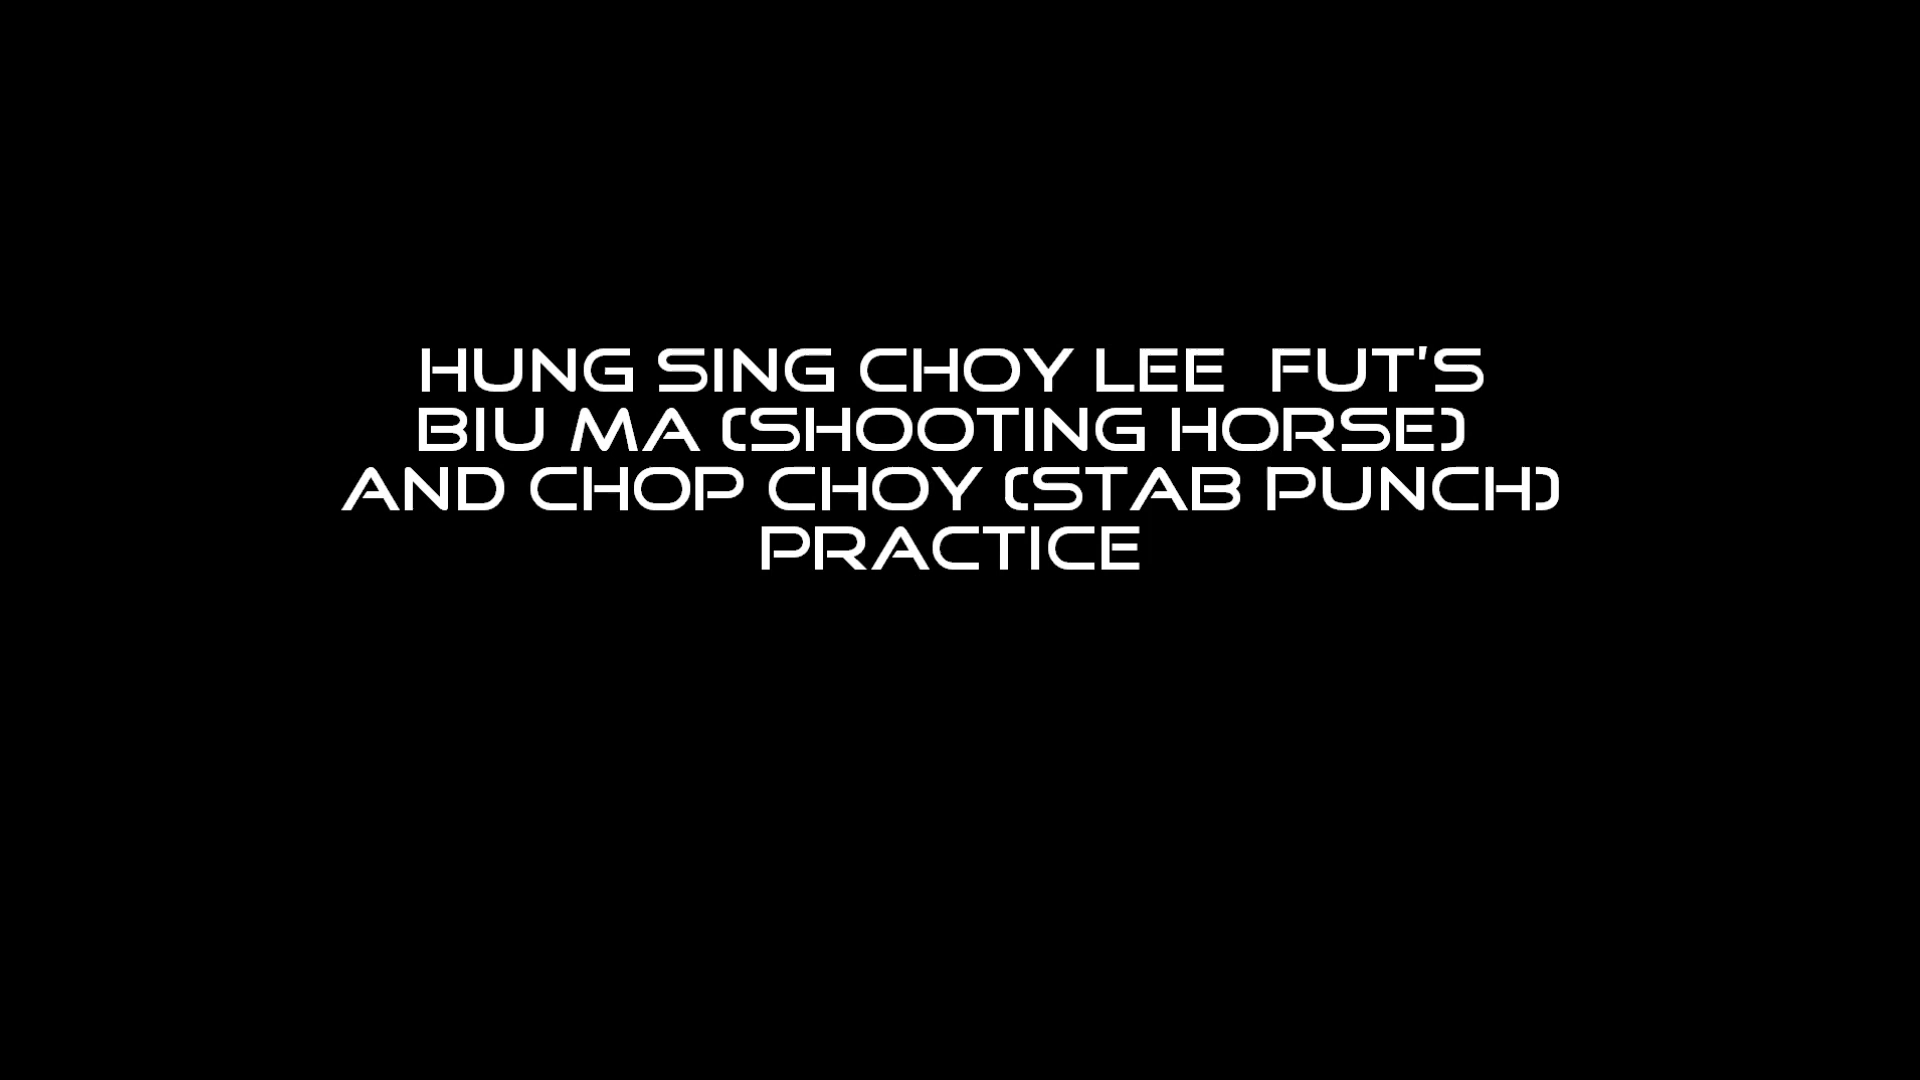 HUNG SING CHOY LEE  FUT'S
BIU MA (SHOOTING HORSE)
AND CHOP CHOY (STAB PUNCH)
PRACTICE